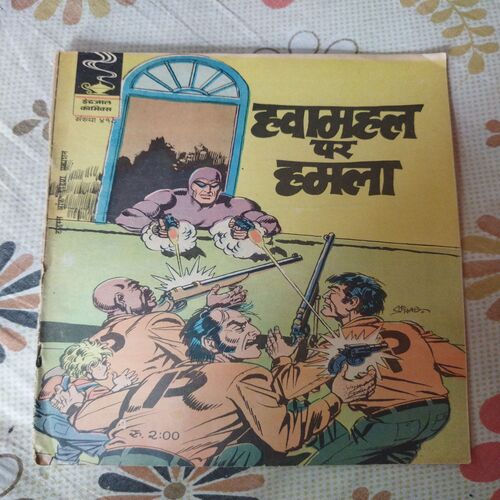 इंद्रजाल
कॉमिक्स
संख्या
हवामहल
पर
हमला
P
P
रु. 2:00